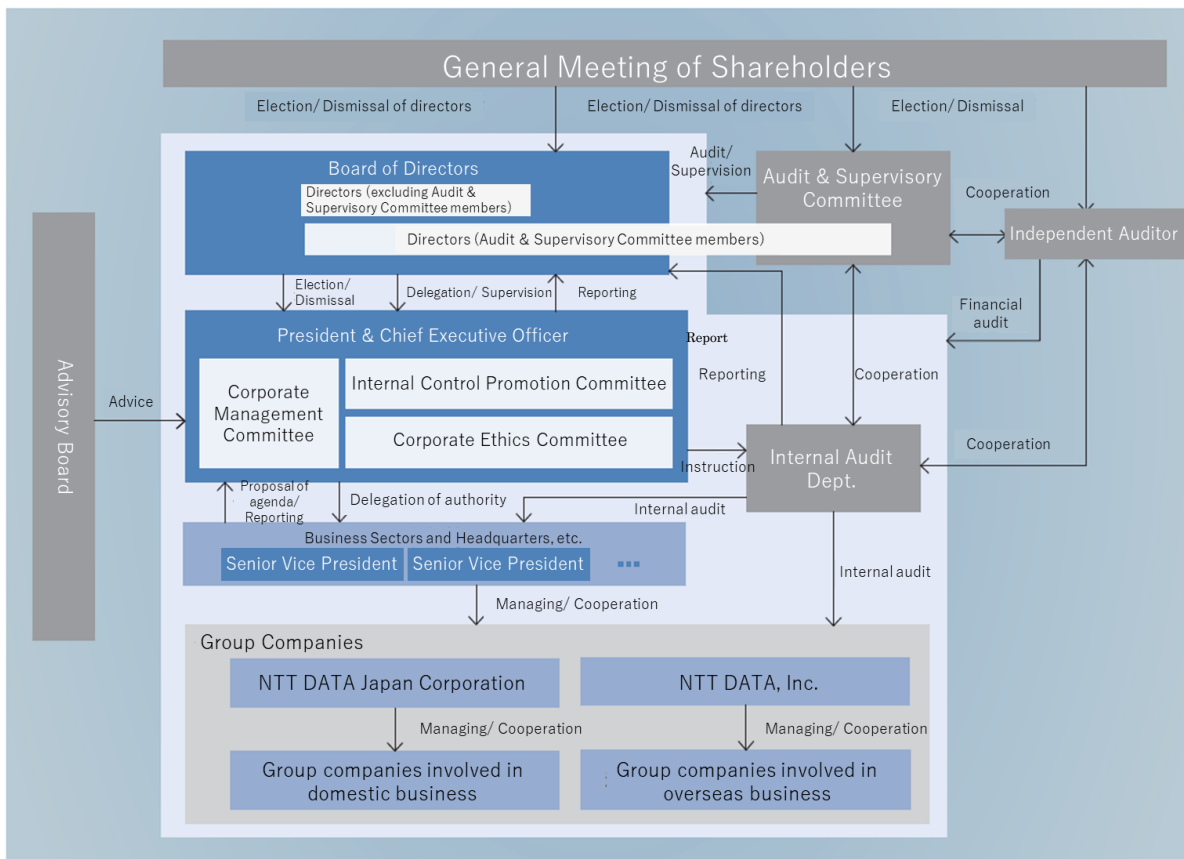 General Meeting of Shareholders
Election/ Dismissal of directors
Election/ Dismissal of directors
Election/ Dismissal
Board of Directors
Directors (excluding Audit &
Supervisory Committee members)
Directors (Audit & Supervisory Committee members)
Audit/
Supervision
Audit & Supervisory
Committee
Cooperation
Independent Auditor
Election/
Dismissal
Delegation/ Supervision
Reporting
Financial
audit
President & Chief Executive Officer
Report
Corporate
Management
Committee
Internal Control Promotion Committee
Corporate Ethics Committee
Reporting
Cooperation
Advisory Board
Advice
Instruction
Internal Audit
Dept.
Cooperation
Proposal of
agenda/
Reporting
Delegation of authority
Internal audit
Business Sectors and Headquarters, etc.
Senior Vice President
Senior Vice President
...
Internal audit
Managing/ Cooperation
Group Companies
NTT DATA Japan Corporation
NTT DATA, Inc.
Managing/ Cooperation
Managing/ Cooperation
Group companies involved in
domestic business
Group companies involved in
overseas business